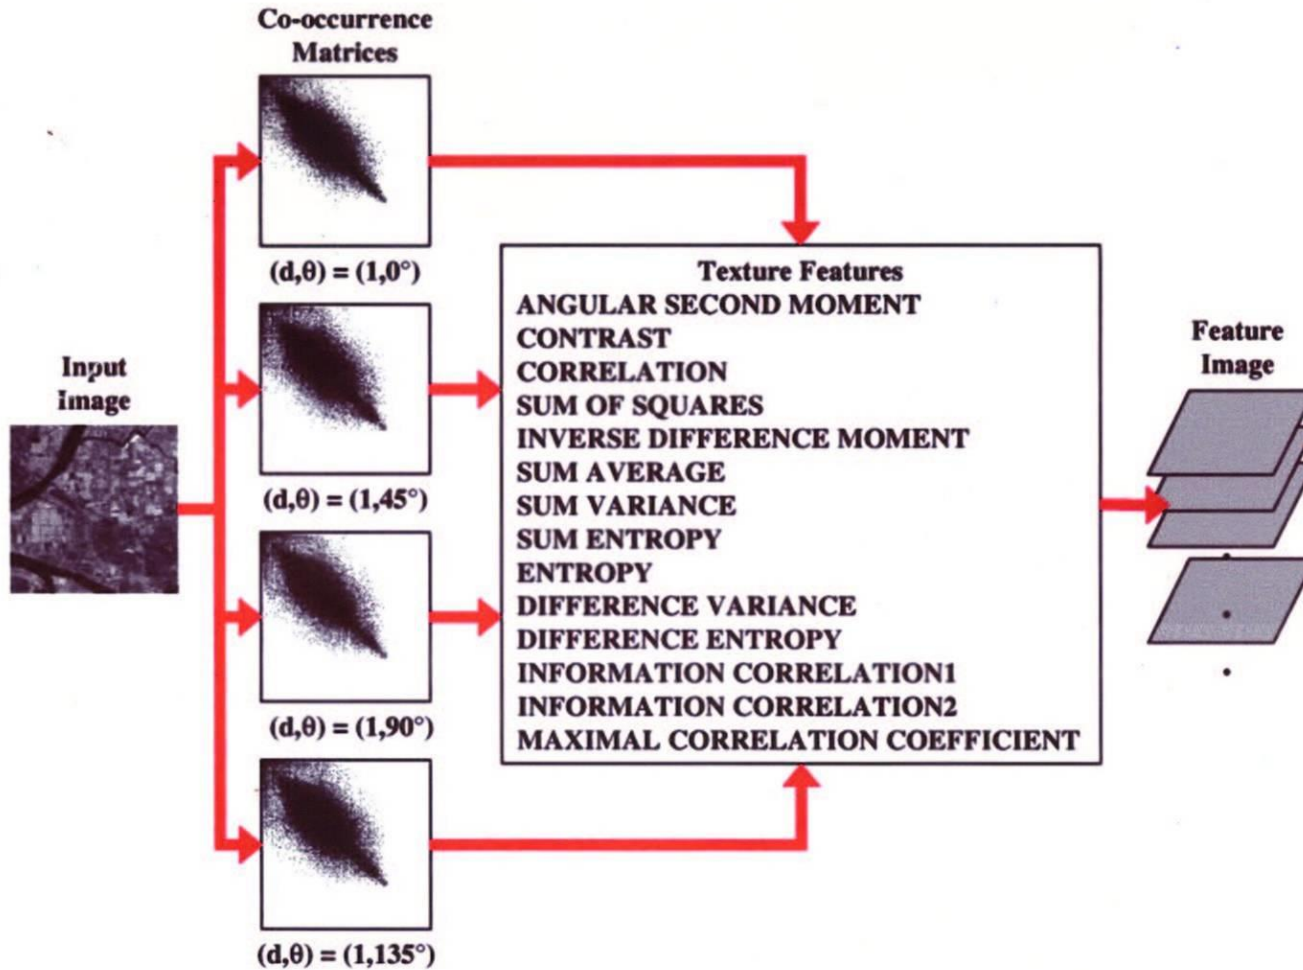 Co-occurrence
Matrices
(d,θ) = (1,0°)
(d,θ) = (1,45°)
(d,θ) = (1,90°)
(d,θ) = (1,135°)
Input
Image
Texture Features
ANGULAR SECOND MOMENT
CONTRAST
CORRELATION
SUM OF SQUARES
INVERSE DIFFERENCE MOMENT
SUM AVERAGE
SUM VARIANCE
SUM ENTROPY
ENTROPY
DIFFERENCE VARIANCE
DIFFERENCE ENTROPY
INFORMATION CORRELATION1
INFORMATION CORRELATION2
MAXIMAL CORRELATION COEFFICIENT
Feature
Image